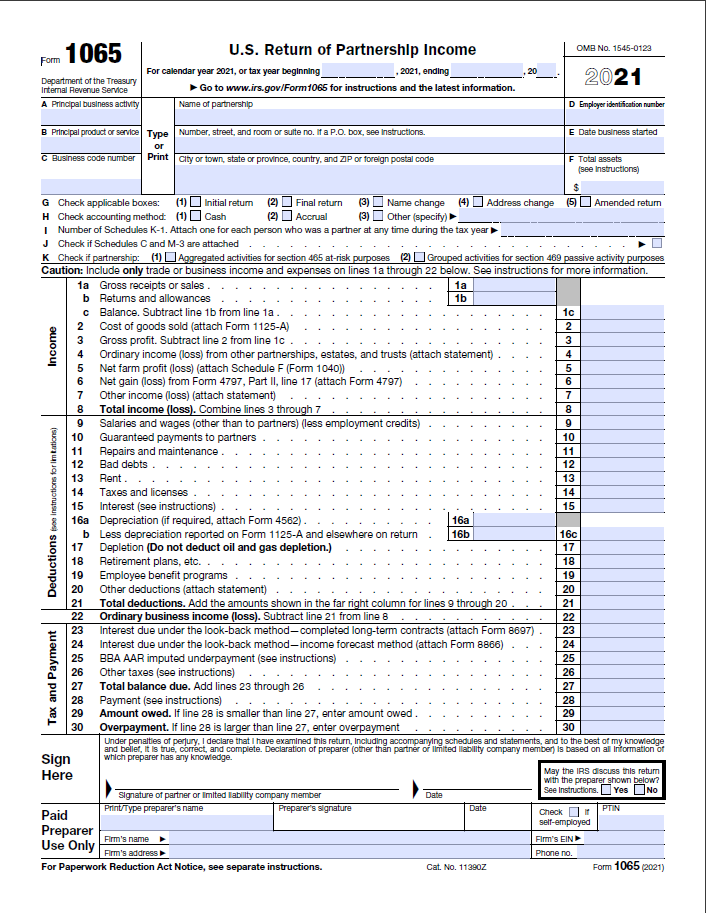 Form 1065
Department of the Treasury
Internal Revenue Service
U.S. Return of Partnership Income
For calendar year 2021, or tax year beginning , 2021, ending , 20 .
▶ Go to www.irs.gov/Form1065 for instructions and the latest information.
OMB No. 1545-0123
2021
A Principal business activity
B Principal product or service
C Business code number
Type
or
Print
Name of partnership
Number, street, and room or suite no. If a P.O. box, see instructions.
City or town, state or province, country, and ZIP or foreign postal code
D Employer identification number
E Date business started
F Total assets
(see instructions)
$
G Check applicable boxes: (1) Initial return (2) Final return (3) Name change (4) Address change (5) Amended return
H Check accounting method: (1) Cash (2) Accrual (3) Other (specify) ▶
I Number of Schedules K-1. Attach one for each person who was a partner at any time during the tax year ▶
J Check if Schedules C and M-3 are attached . . . . . . . . . . . . . . . . . . . . . . . . . . . . ▶
K Check if partnership: (1) Aggregated activities for section 465 at-risk purposes (2) Grouped activities for section 469 passive activity purposes
Caution: Include only trade or business income and expenses on lines 1a through 22 below. See instructions for more information.
Income
1a Gross receipts or sales . . . . . . . . . . . . . . . . . 1a
b Returns and allowances . . . . . . . . . . . . . . . . . 1b
c Balance. Subtract line 1b from line 1a . . . . . . . . . . . . . . . . . . . . 1c
2 Cost of goods sold (attach Form 1125-A) . . . . . . . . . . . . . . . . . . . 2
3 Gross profit. Subtract line 2 from line 1c . . . . . . . . . . . . . . . . . . . 3
4 Ordinary income (loss) from other partnerships, estates, and trusts (attach statement) . . . . 4
5 Net farm profit (loss) (attach Schedule F (Form 1040)) . . . . . . . . . . . . . . 5
6 Net gain (loss) from Form 4797, Part II, line 17 (attach Form 4797) . . . . . . . . . . 6
7 Other income (loss) (attach statement) . . . . . . . . . . . . . . . . . . . 7
8 Total income (loss). Combine lines 3 through 7 . . . . . . . . . . . . . . . . 8
Deductions (see instructions for limitations)
9 Salaries and wages (other than to partners) (less employment credits) . . . . . . . . . 9
10 Guaranteed payments to partners . . . . . . . . . . . . . . . . . . . . . 10
11 Repairs and maintenance . . . . . . . . . . . . . . . . . . . . . . . . 11
12 Bad debts . . . . . . . . . . . . . . . . . . . . . . . . . . . . . 12
13 Rent . . . . . . . . . . . . . . . . . . . . . . . . . . . . . . . 13
14 Taxes and licenses . . . . . . . . . . . . . . . . . . . . . . . . . . 14
15 Interest (see instructions) . . . . . . . . . . . . . . . . . . . . . . . . 15
16a Depreciation (if required, attach Form 4562) . . . . . . . . . . 16a
b Less depreciation reported on Form 1125-A and elsewhere on return . 16b 16c
17 Depletion (Do not deduct oil and gas depletion.) . . . . . . . . . . . . . . . 17
18 Retirement plans, etc. . . . . . . . . . . . . . . . . . . . . . . . . . 18
19 Employee benefit programs . . . . . . . . . . . . . . . . . . . . . . . 19
20 Other deductions (attach statement) . . . . . . . . . . . . . . . . . . . . 20
21 Total deductions. Add the amounts shown in the far right column for lines 9 through 20 . . . 21
22 Ordinary business income (loss). Subtract line 21 from line 8 . . . . . . . . . . . 22
Tax and Payment
23 Interest due under the look-back method—completed long-term contracts (attach Form 8697) . 23
24 Interest due under the look-back method—income forecast method (attach Form 8866) . . . 24
25 BBA AAR imputed underpayment (see instructions) . . . . . . . . . . . . . . . 25
26 Other taxes (see instructions) . . . . . . . . . . . . . . . . . . . . . . 26
27 Total balance due. Add lines 23 through 26 . . . . . . . . . . . . . . . . . 27
28 Payment (see instructions) . . . . . . . . . . . . . . . . . . . . . . . 28
29 Amount owed. If line 28 is smaller than line 27, enter amount owed . . . . . . . . . 29
30 Overpayment. If line 28 is larger than line 27, enter overpayment . . . . . . . . . . 30
Sign
Here
Under penalties of perjury, I declare that I have examined this return, including accompanying schedules and statements, and to the best of my knowledge
and belief, it is true, correct, and complete. Declaration of preparer (other than partner or limited liability company member) is based on all information of
which preparer has any knowledge.
Signature of partner or limited liability company member
Date
May the IRS discuss this return
with the preparer shown below?
See instructions. Yes No
Paid
Preparer
Use Only
Print/Type preparer's name
Preparer's signature
Date
Check if
self-employed
PTIN
Firm's name ▶
Firm's EIN ▶
Firm's address ▶
Phone no.
For Paperwork Reduction Act Notice, see separate instructions. Cat. No. 11390Z Form 1065 (2021)